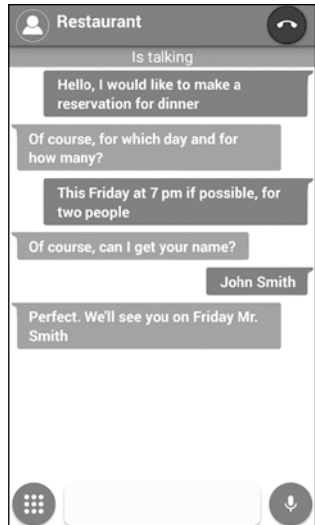 Restaurant
Is talking
Hello, I would like to make a
reservation for dinner
Of course, for which day and for
how many?
This Friday at 7 pm if possible, for
two people
Of course, can I get your name?
John Smith
Perfect. We'll see you on Friday Mr.
Smith